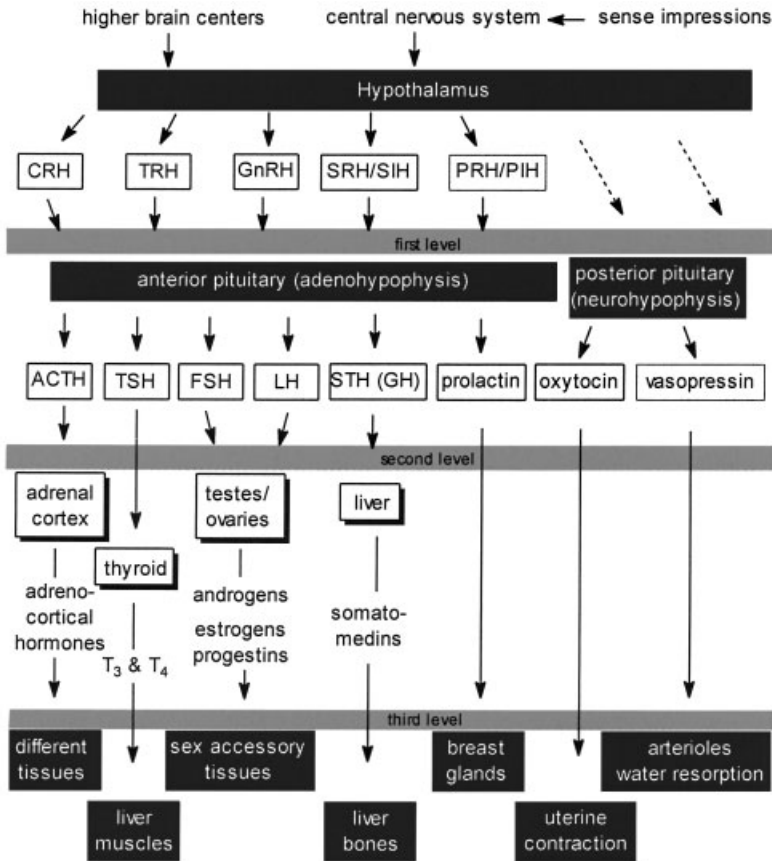 higher brain centers
central nervous system
sense impressions
Hypothalamus
CRH
TRH
GnRH
SRH/SIH
PRH/PIH
first level
anterior pituitary (adenohypophysis)
posterior pituitary
(neurohypophysis)
ACTH
TSH
FSH
LH
STH (GH)
prolactin
oxytocin
vasopressin
second level
adrenal
cortex
testes/
ovaries
liver
thyroid
adreno-
cortical
hormones
androgens
estrogens
progestins
somato-
medins
T3 & T4
third level
different
tissues
sex accessory
tissues
breast
glands
arterioles
water resorption
liver
muscles
liver
bones
uterine
contraction